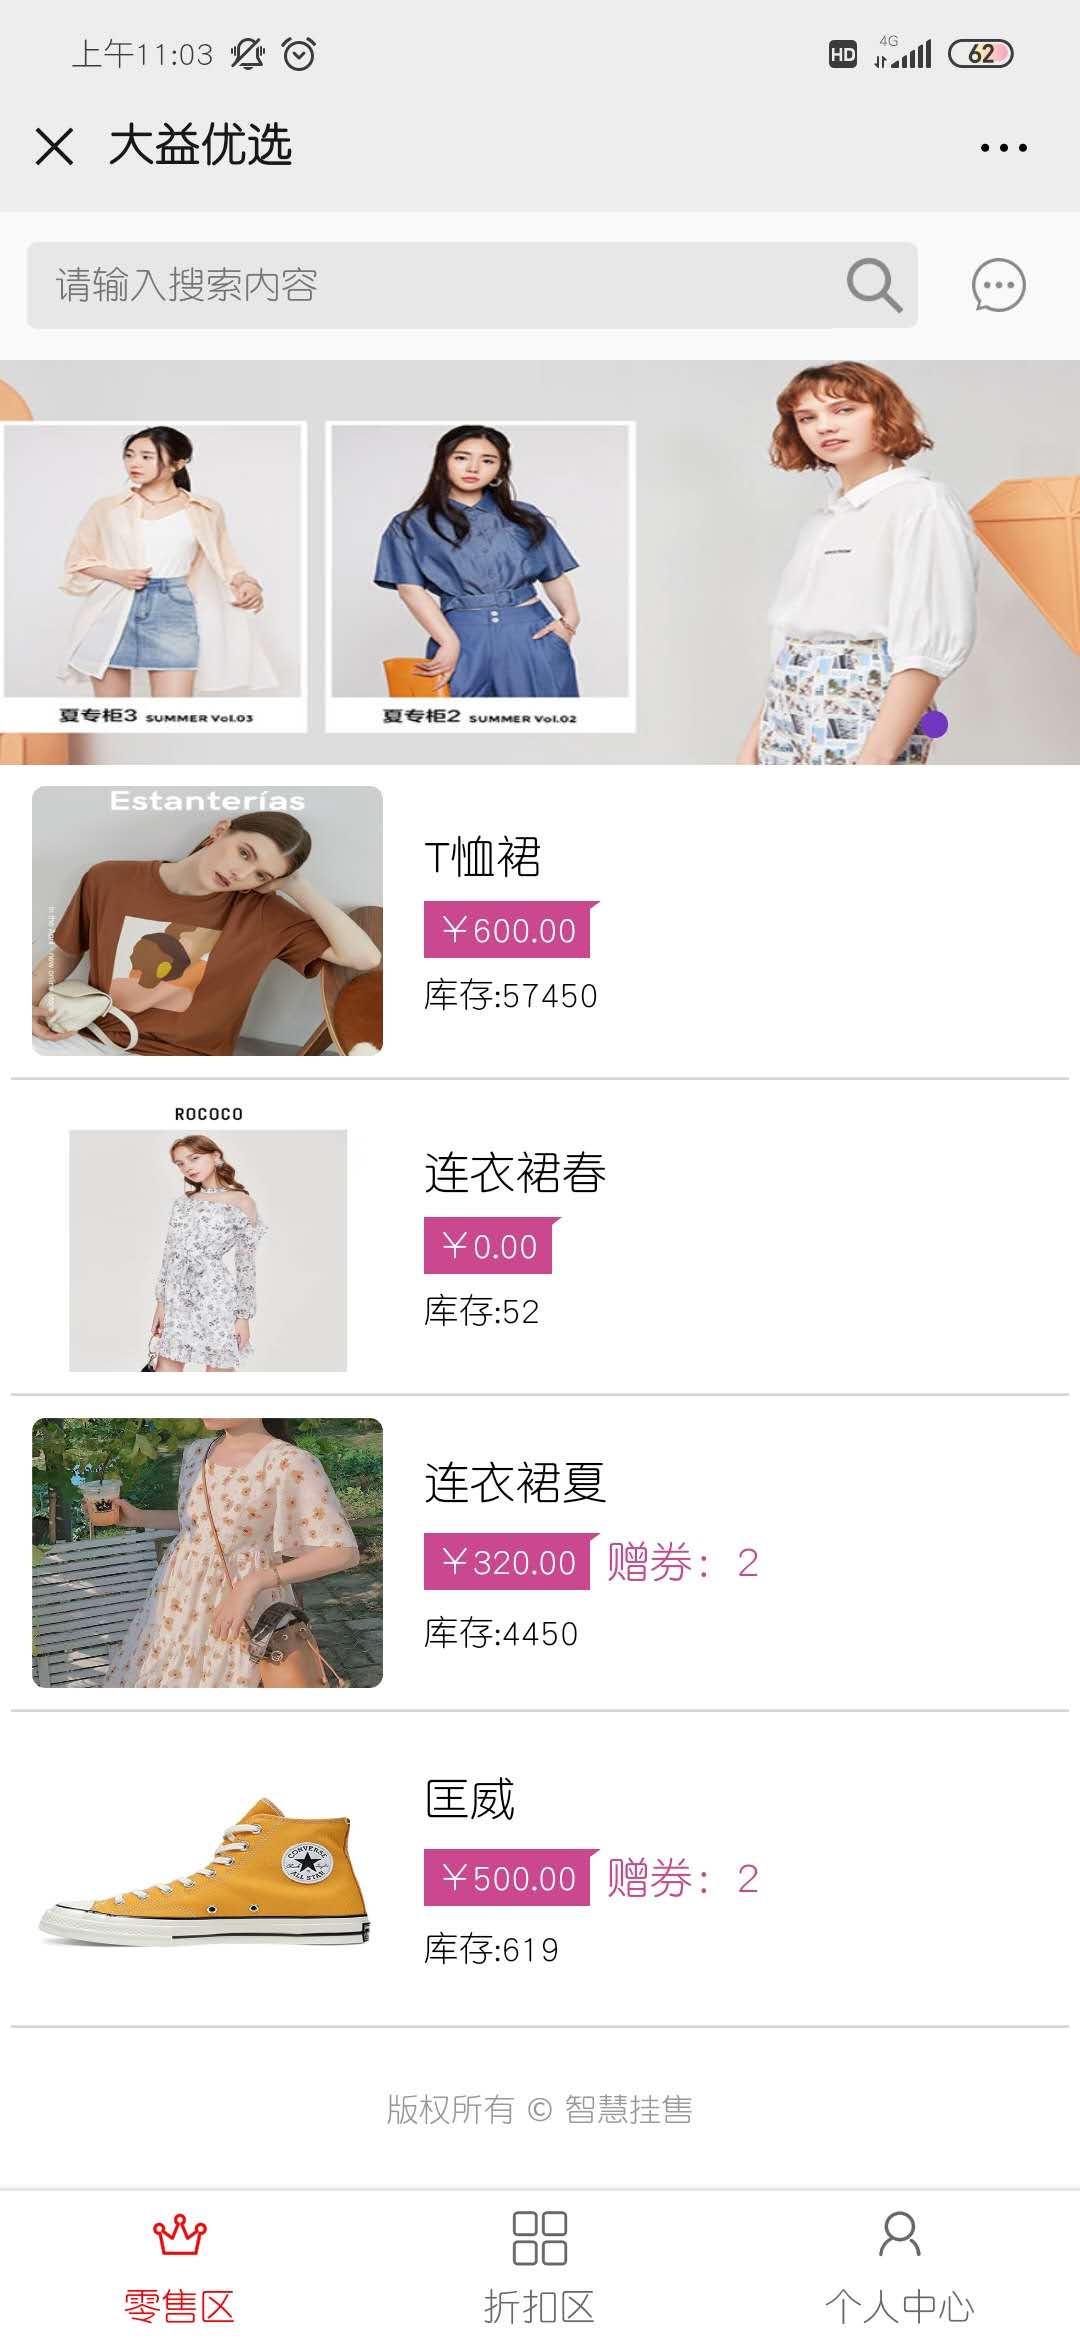 上午11:03
HD 4G 62
大益优选
请输入搜索内容
夏专柜3 SUMMER Vol.03
夏专柜2 SUMMER Vol.02
Estanterías
T恤裙
¥600.00
库存:57450
ROCOCO
连衣裙春
¥0.00
库存:52
连衣裙夏
¥320.00 赠券：2
库存:4450
CONVERSE
ALL STAR
匡威
¥500.00 赠券：2
库存:619
版权所有 © 智慧挂售
零售区 折扣区 个人中心